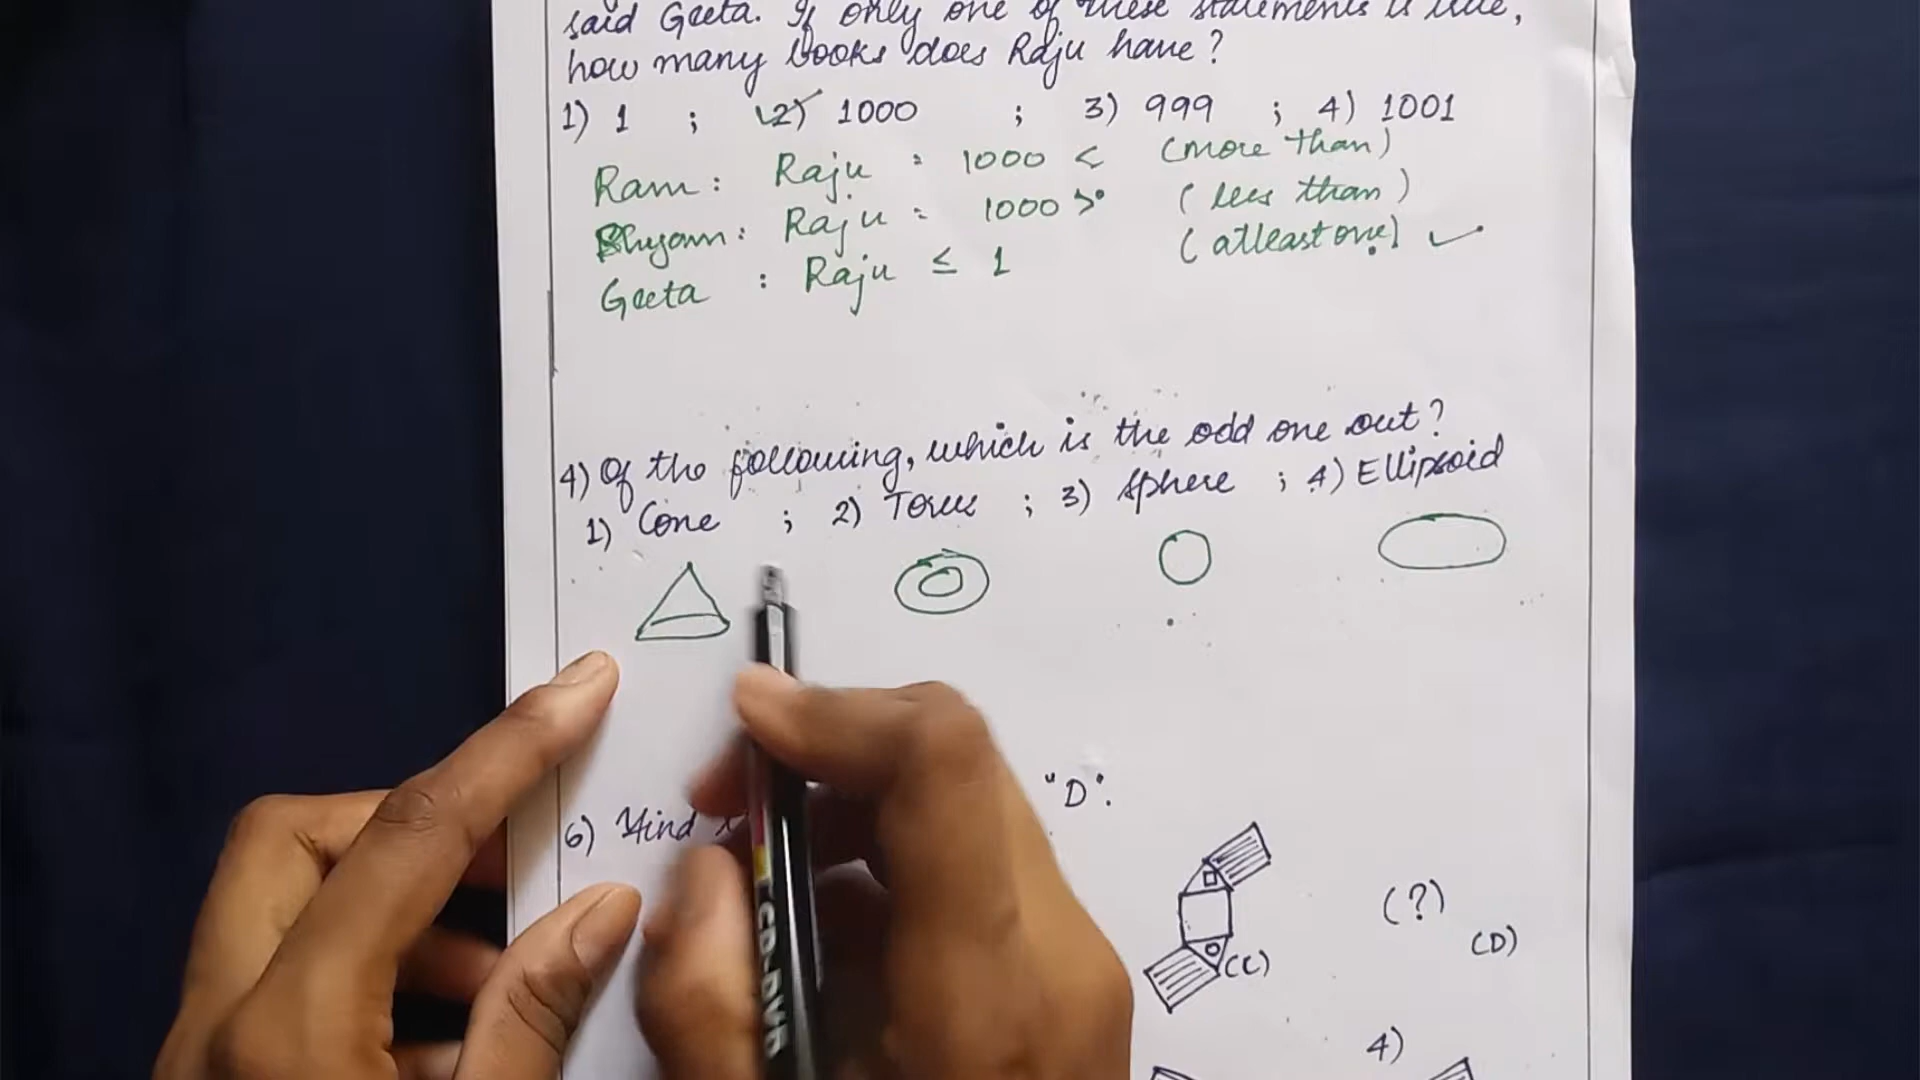 said Geeta. If only one of these statements is true,
how many books does Raju have?
1) 1 ; 2) 1000 ; 3) 999 ; 4) 1001
Ram: Raju : 1000 < (more than)
Shyam: Raju : 1000 > (less than)
Geeta : Raju ≤ 1 (atleast one)
4) Of the following, which is the odd one out?
1) Cone ; 2) Torus ; 3) Sphere ; 4) Ellipsoid
6) Find "D".
(?)
(C) (D)
4)